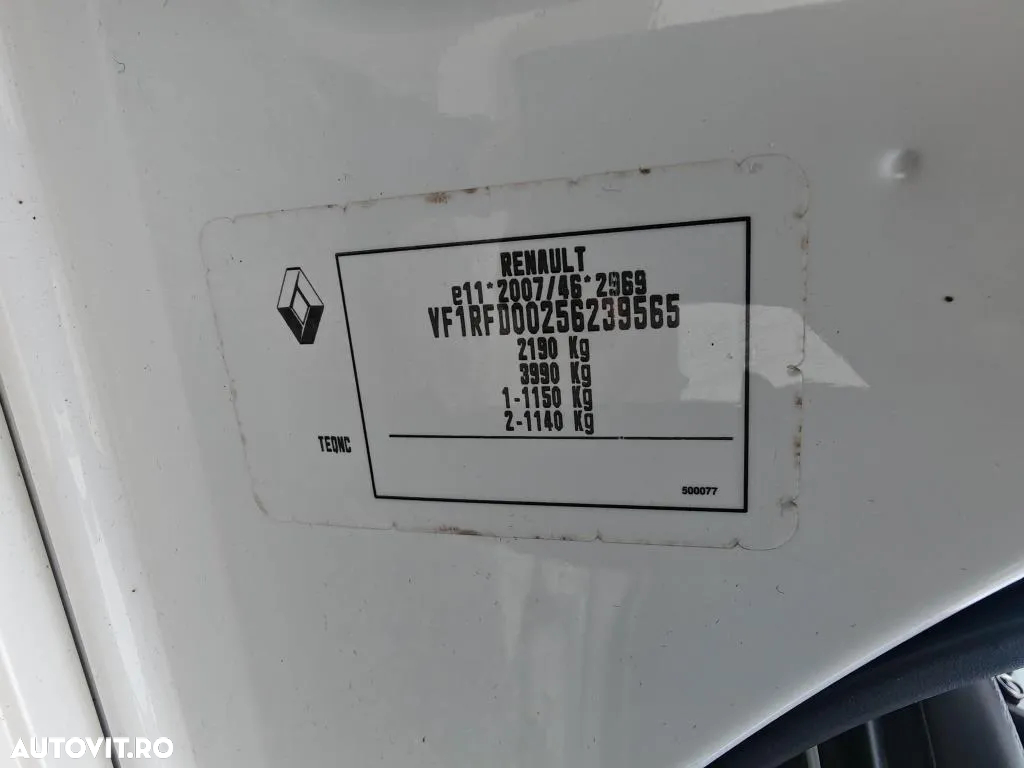 RENAULT
e11*2007/46*2969
VF1RFD00256239565
2190 Kg
3990 Kg
1-1150 Kg
2-1140 Kg
TEQNC
500077
AUTOVIT.RO